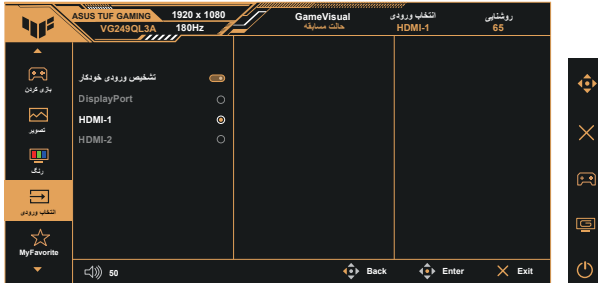 ASUS TUF GAMING 1920 x 1080
VG249QL3A 180Hz
GameVisual
حالت مسابقه
انتخاب ورودی
HDMI-1
روشنایی
65
بازی کردن
تصویر
رنگ
انتخاب ورودی
MyFavorite
تشخیص ورودی خودکار
DisplayPort
HDMI-1
HDMI-2
50
Back Enter Exit